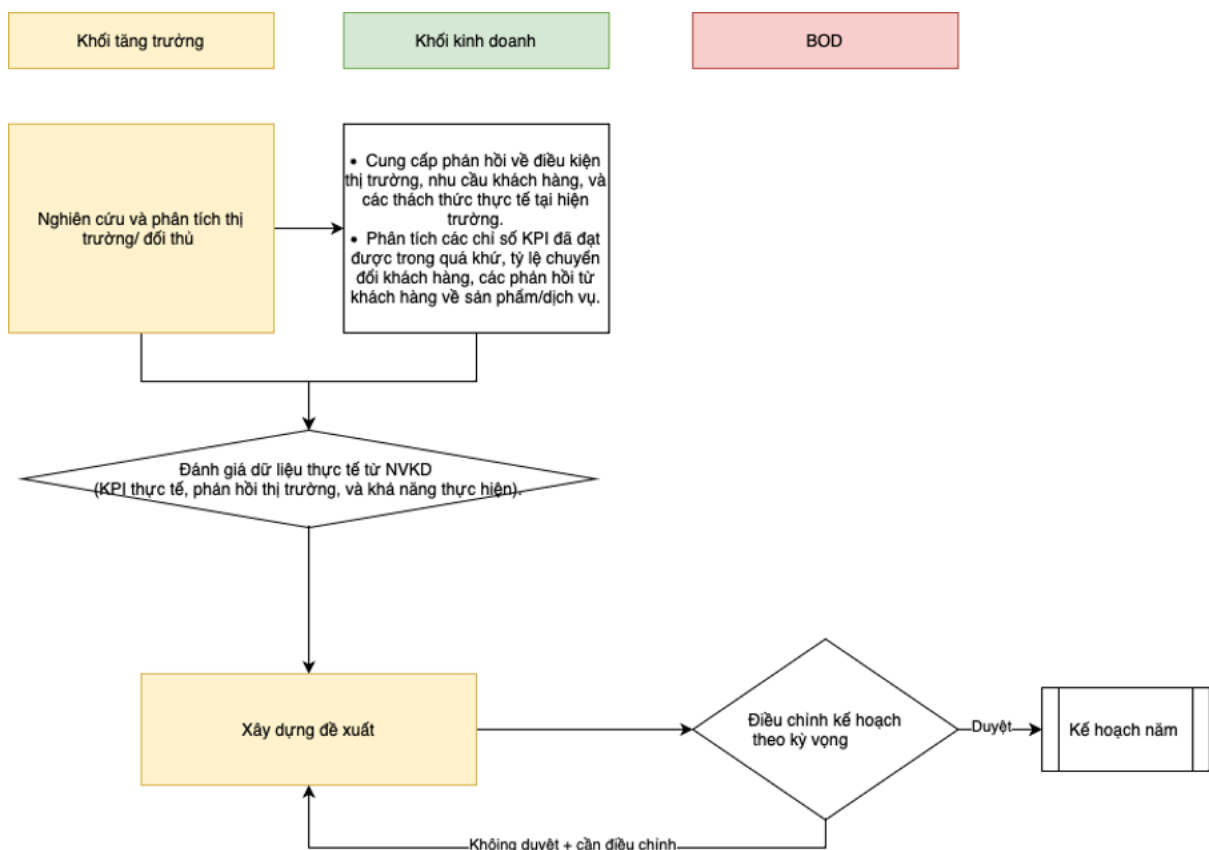 Khối tăng trường
Khối kinh doanh
BOD
Nghiên cứu và phân tích thị
trường/ đối thủ
• Cung cấp phản hồi về điều kiện
thị trường, nhu cầu khách hàng, và
các thách thức thực tế tại hiện
trường.
• Phân tích các chỉ số KPI đã đạt
được trong quá khứ, tỷ lệ chuyển
đổi khách hàng, các phản hồi từ
khách hàng về sản phẩm/dịch vụ.
Đánh giá dữ liệu thực tế từ NVKD
(KPI thực tế, phản hồi thị trường, và khả năng thực hiện).
Xây dựng đề xuất
Điều chỉnh kế hoạch
theo kỳ vọng
Duyệt
Kế hoạch năm
Không duyệt + cần điều chỉnh